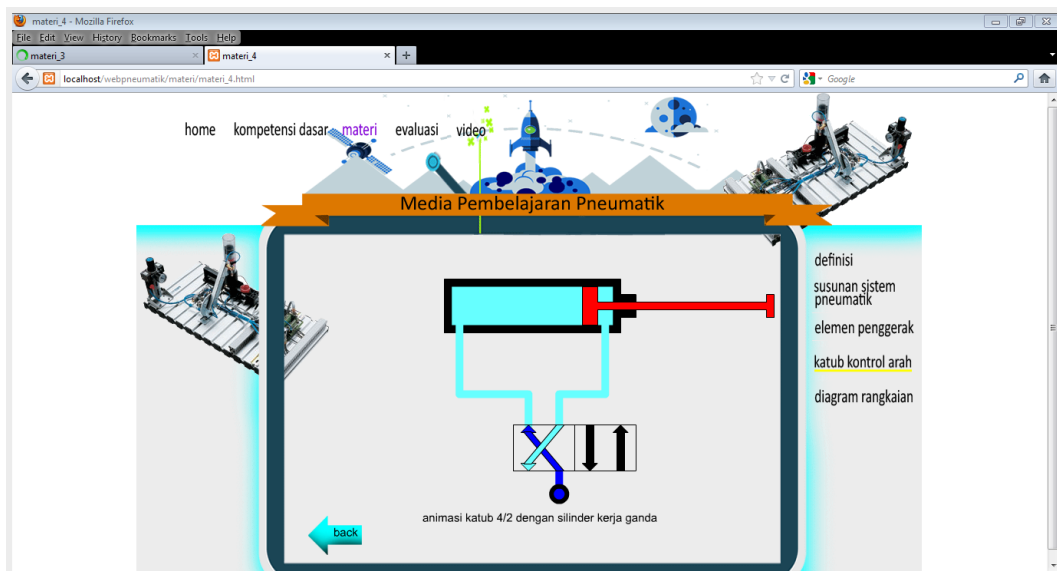 materi_4 - Mozilla Firefox
File Edit View History Bookmarks Tools Help
materi_3
materi_4
localhost/webpneumatik/materi/materi_4.html
Google
home kompetensi dasar materi evaluasi video
Media Pembelajaran Pneumatik
definisi
susunan sistem
pneumatik
elemen penggerak
katub kontrol arah
diagram rangkaian
animasi katub 4/2 dengan silinder kerja ganda
back